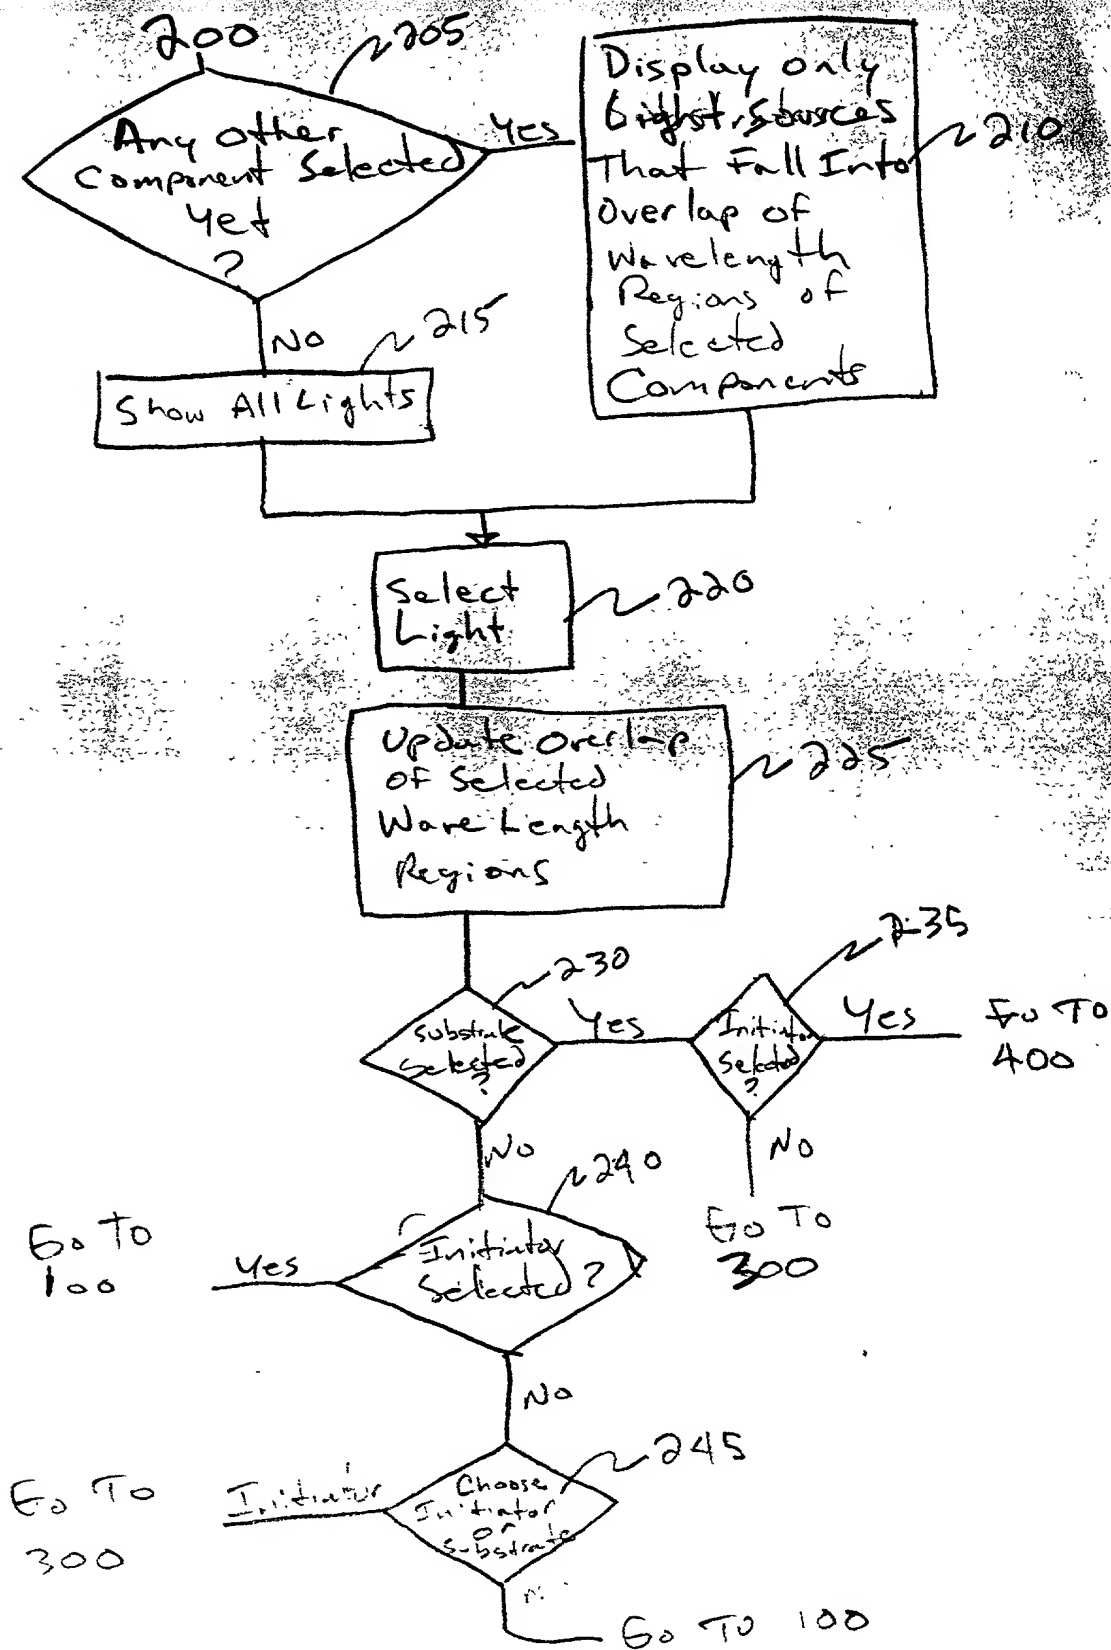 200
205
Any Other
Component Selected
Yet
?
Yes
Display only
Light Sources
That Fall Into
Overlap of
Wavelength
Regions of
Selected
Components
210
No
215
Show All Lights
Select
Light
220
Update Overlap
of Selected
Wave Length
Regions
225
230
Substrate
Selected
?
Yes
235
Initiator
Selected
?
Yes
Go To
400
No
Go To
300
No
240
Initiator
Selected?
Yes
Go To
100
No
245
Choose
Initiator
or
Substrate
Initiator
Go To
300
Go To 100